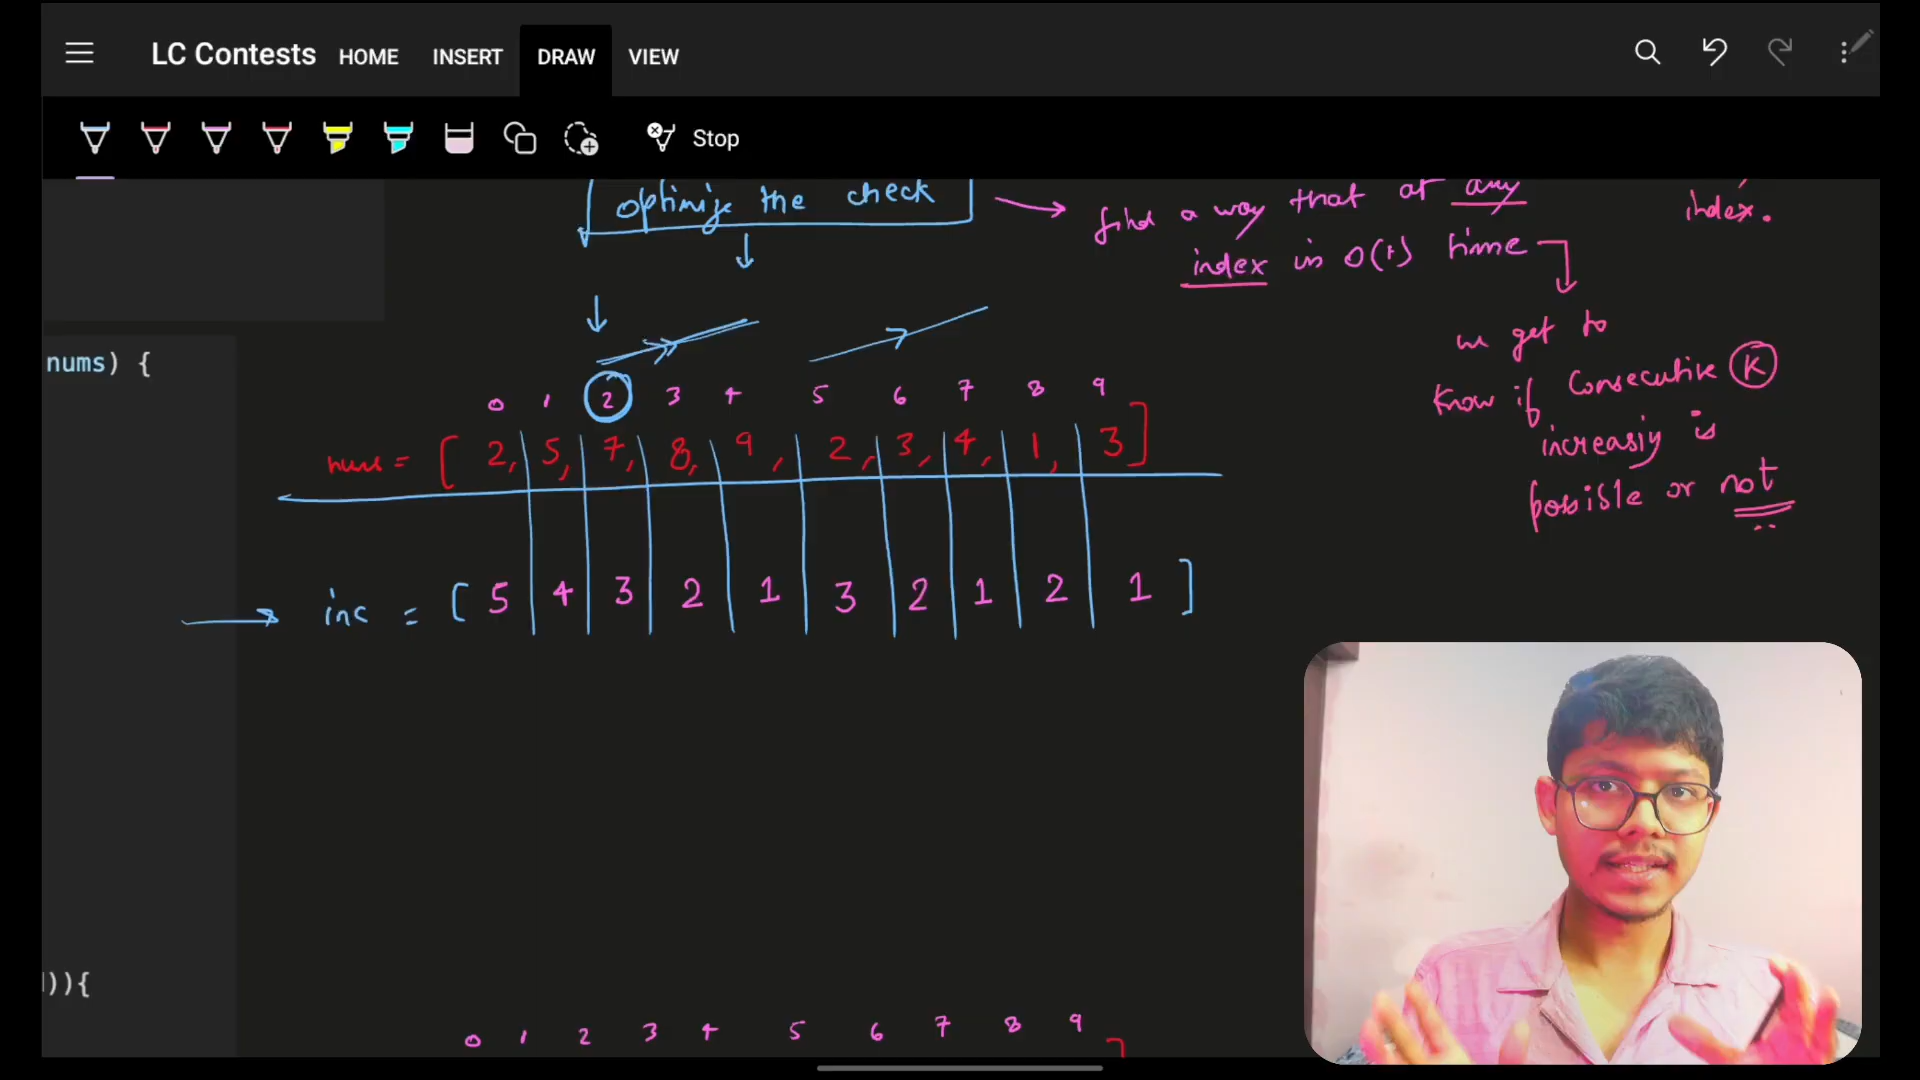 LC Contests HOME INSERT DRAW VIEW
Stop
optimize the check
find a way that at any
index in O(1) time
index.
we get to
know if consecutive K
increasing is
possible or not
nums) {
0 1 2 3 4 5 6 7 8 9
nums = [ 2, 5, 7, 8, 9, 2, 3, 4, 1, 3 ]
inc = [ 5 4 3 2 1 3 2 1 2 1 ]
)){
0 1 2 3 4 5 6 7 8 9
]